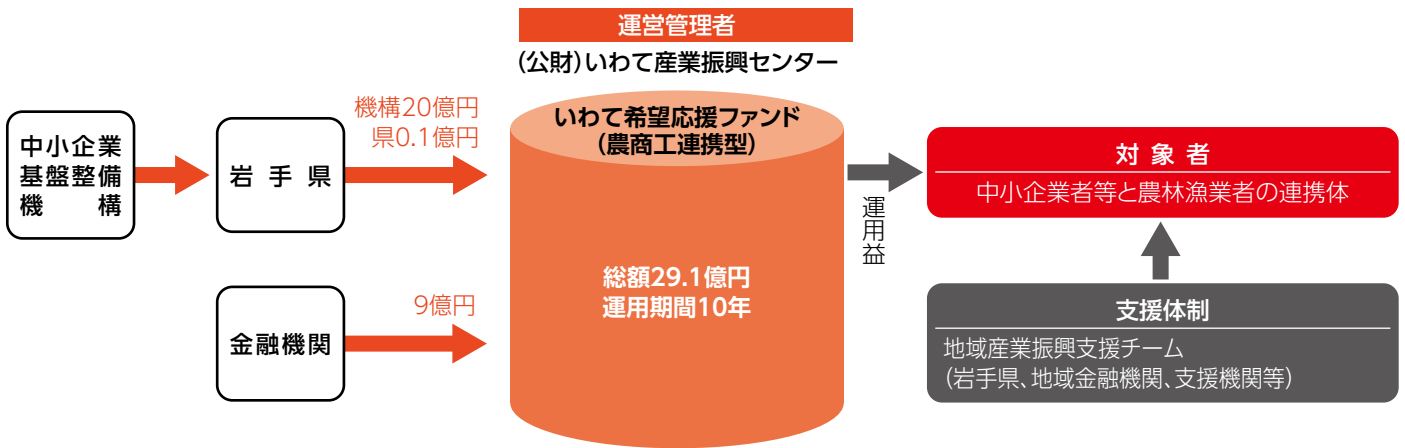 運営管理者
(公財)いわて産業振興センター
中小企業
基盤整備
機構
岩手県
機構20億円
県0.1億円
金融機関
9億円
いわて希望応援ファンド
(農商工連携型)
総額29.1億円
運用期間10年
運用益
対象者
中小企業者等と農林漁業者の連携体
支援体制
地域産業振興支援チーム
(岩手県、地域金融機関、支援機関等)